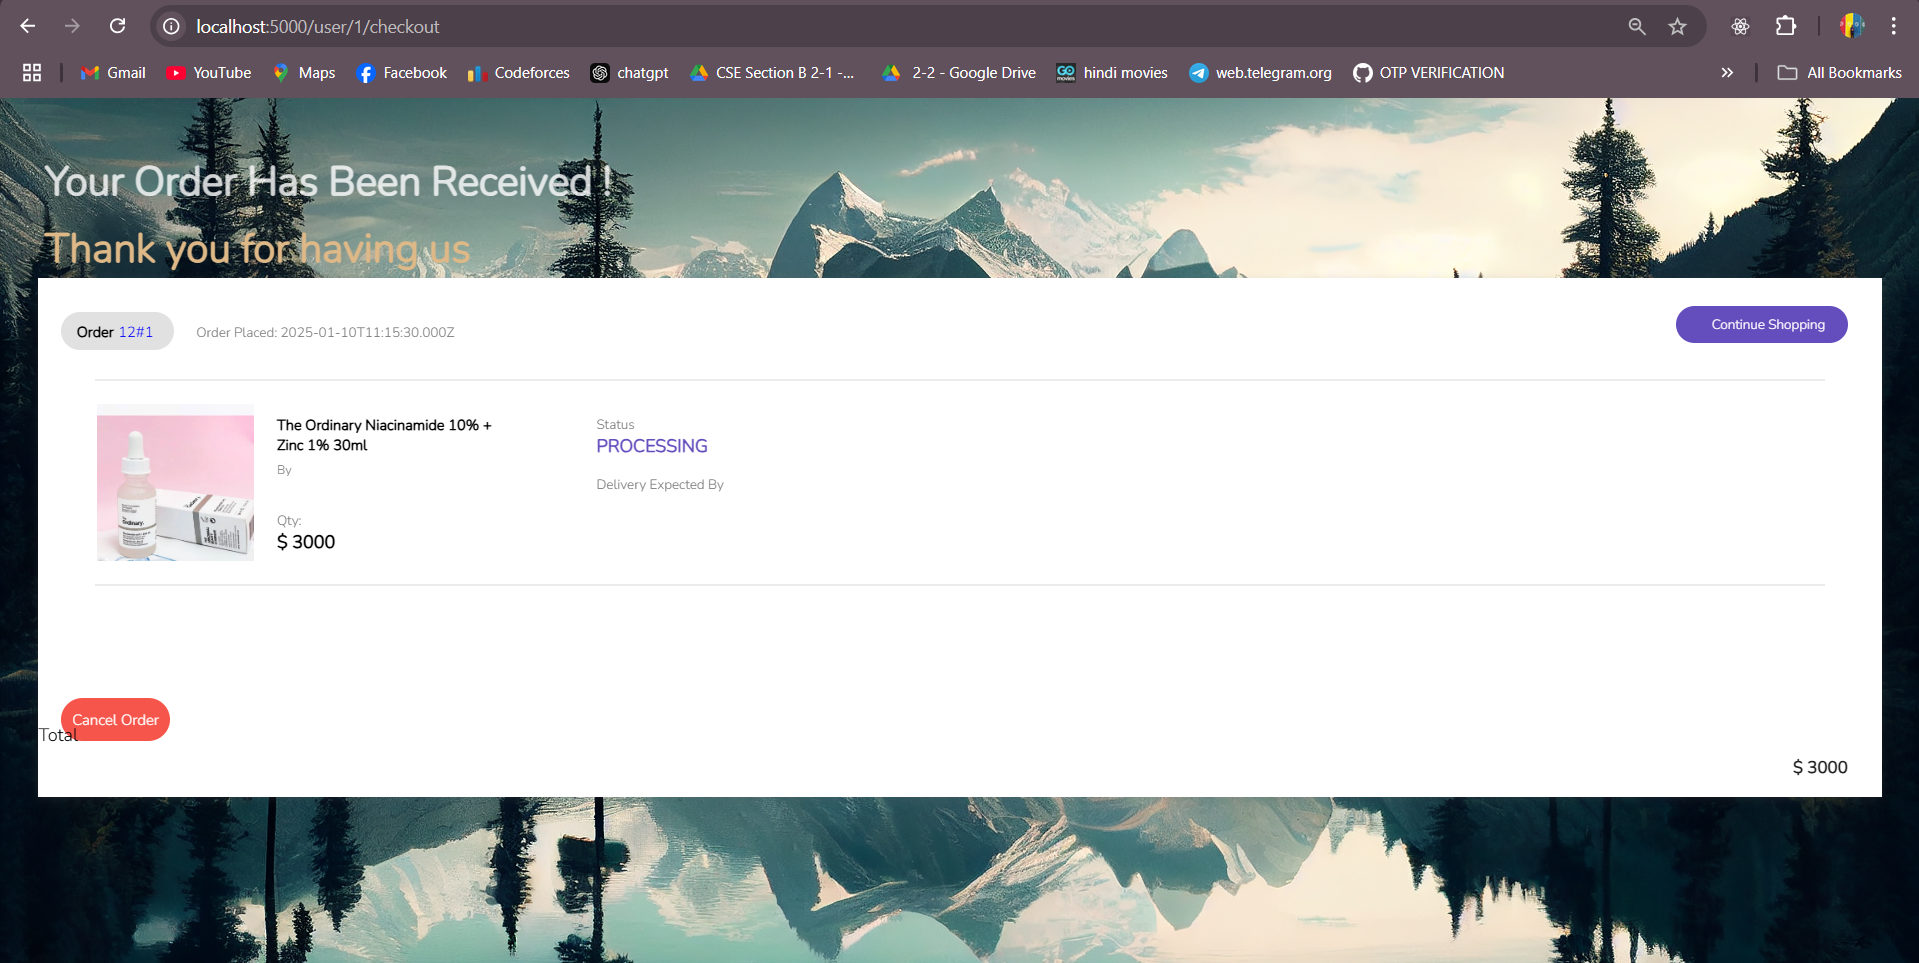 localhost:5000/user/1/checkout
Gmail YouTube Maps Facebook Codeforces chatgpt CSE Section B 2-1 -... 2-2 - Google Drive hindi movies web.telegram.org OTP VERIFICATION » All Bookmarks
Your Order Has Been Received !
Thank you for having us
Order 12#1 Order Placed: 2025-01-10T11:15:30.000Z
Continue Shopping
The Ordinary Niacinamide 10% +
Zinc 1% 30ml
By
Qty:
$ 3000
Status
PROCESSING
Delivery Expected By
Ordinary.
Cancel Order
Total
$ 3000